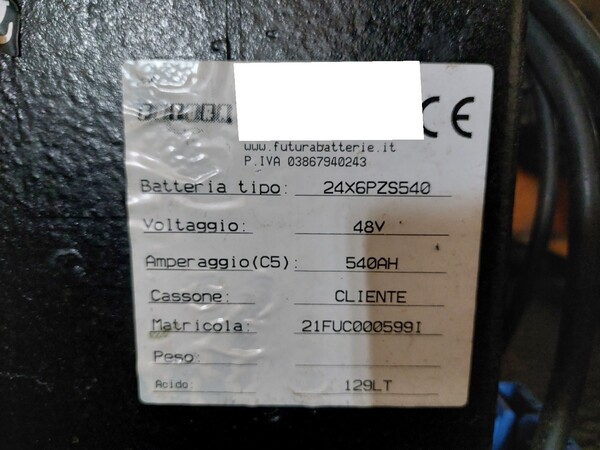 CE
www.futurabatterie.it
P.IVA 03867940243
Batteria tipo: 24X6PZS540
Voltaggio: 48V
Amperaggio(C5): 540AH
Cassone: CLIENTE
Matricola: 21FUC000599I
Peso:
Acido: 129LT